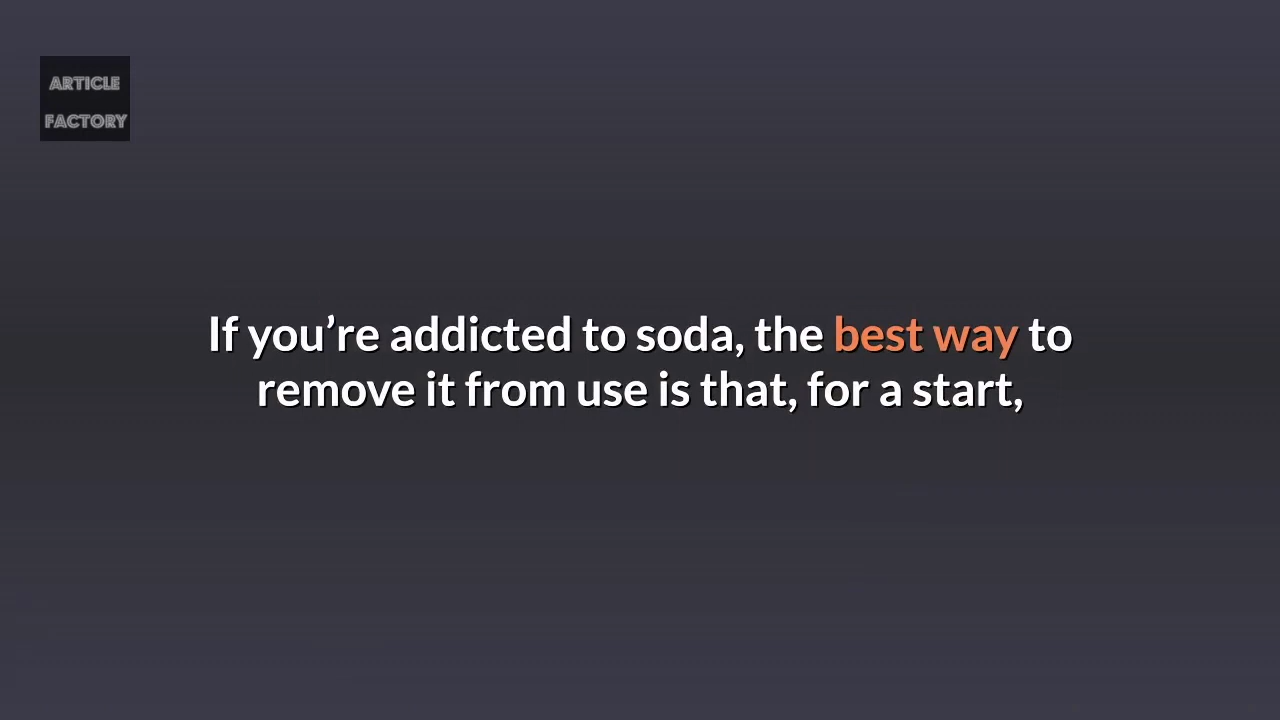 ARTICLE
FACTORY
If you’re addicted to soda, the best way to
remove it from use is that, for a start,